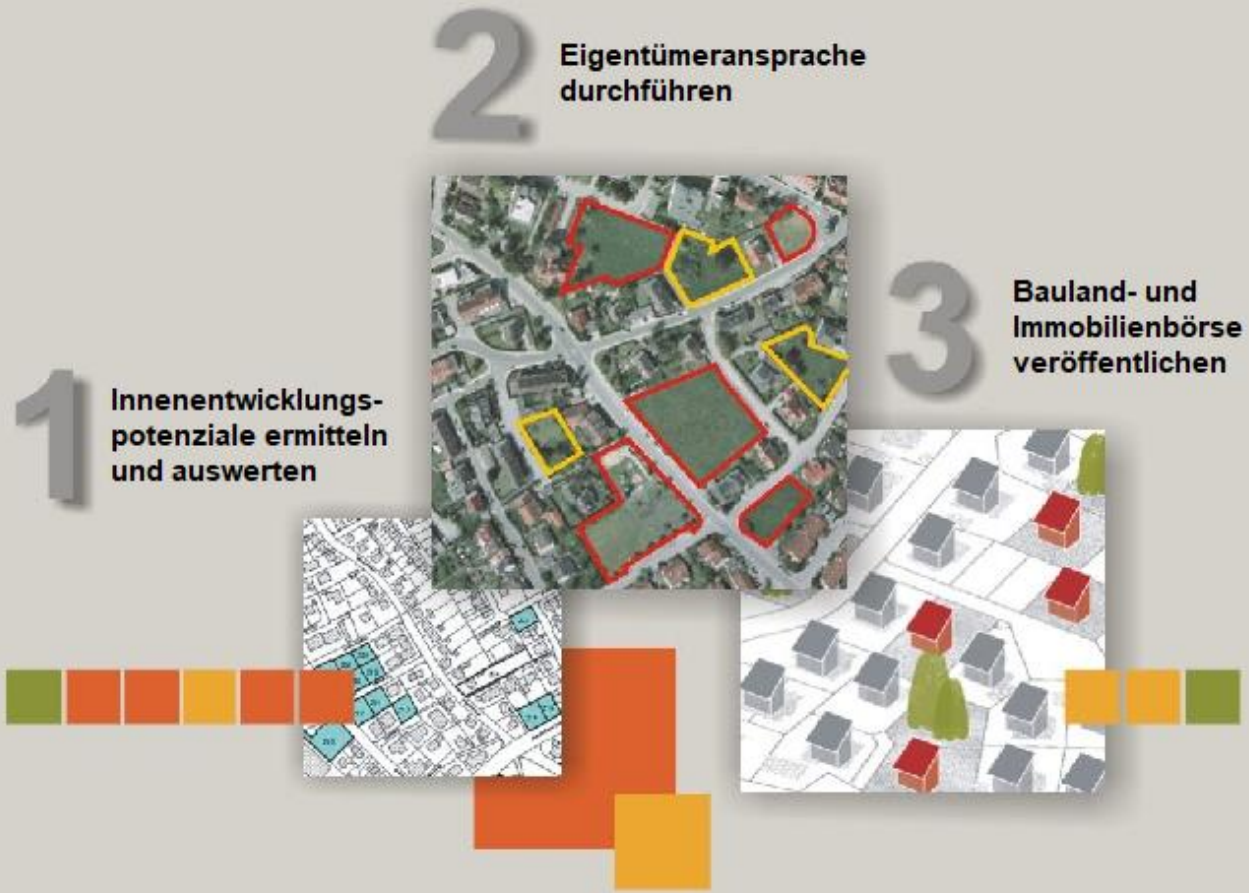 1
Innenentwicklungs-
potenziale ermitteln
und auswerten
2
Eigentümeransprache
durchführen
3
Bauland- und
Immobilienbörse
veröffentlichen